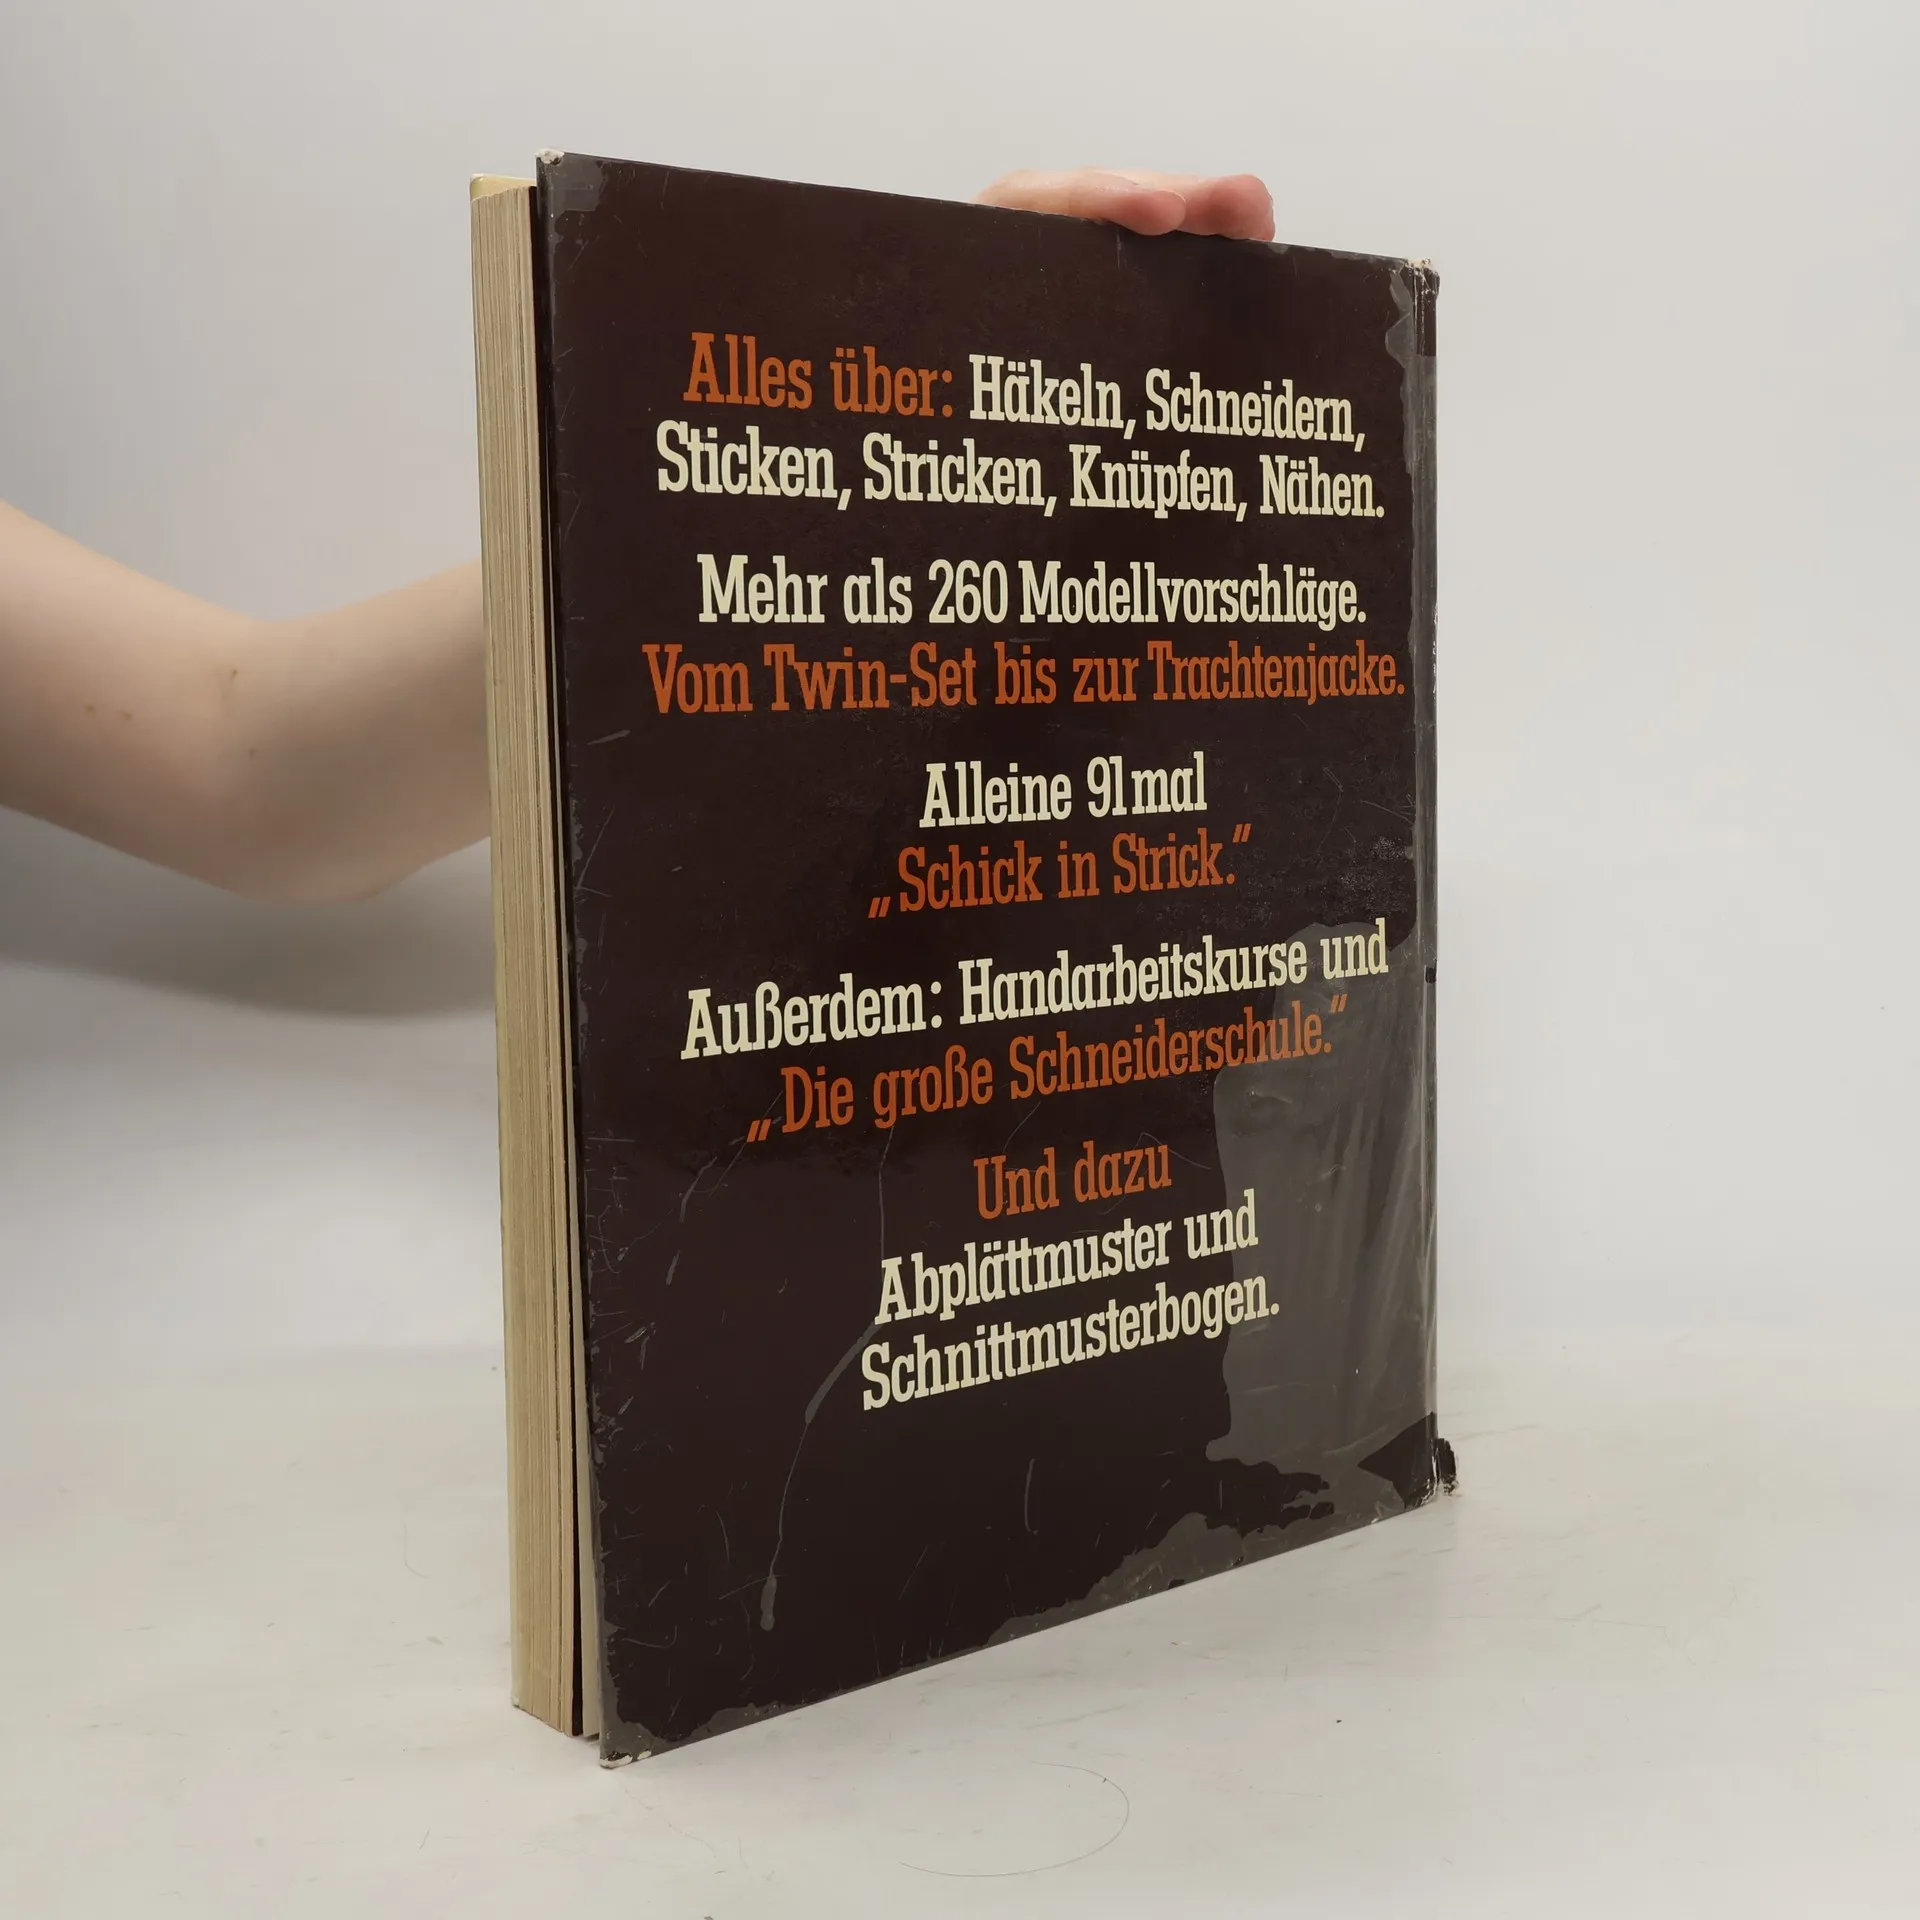 Alles über: Häkeln, Schneidern,
Sticken, Stricken, Knüpfen, Nähen.
Mehr als 260 Modellvorschläge.
Vom Twin-Set bis zur Trachtenjacke.
Alleine 91mal
„Schick in Strick.“
Außerdem: Handarbeitskurse und
„Die große Schneiderschule.“
Und dazu
Abplättmuster und
Schnittmusterbogen.